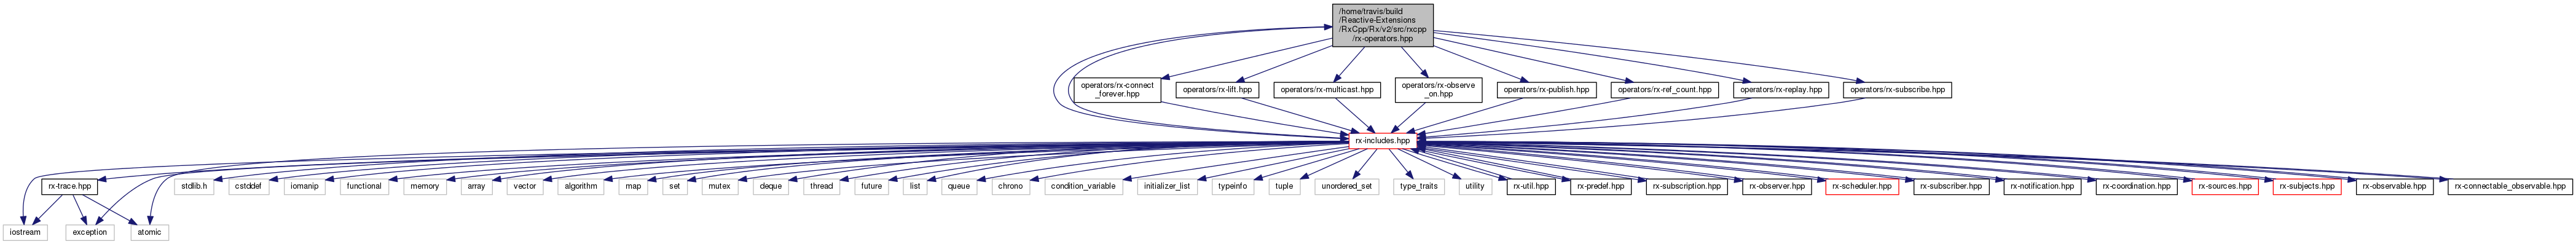 /home/travis/build
/Reactive-Extensions
/RxCpp/Rx/v2/src/rxcpp
/rx-operators.hpp
operators/rx-connect
_forever.hpp
operators/rx-lift.hpp
operators/rx-multicast.hpp
operators/rx-observe
_on.hpp
operators/rx-publish.hpp
operators/rx-ref_count.hpp
operators/rx-replay.hpp
operators/rx-subscribe.hpp
rx-includes.hpp
rx-trace.hpp
stdlib.h
cstddef
iomanip
functional
memory
array
vector
algorithm
map
set
mutex
deque
thread
future
list
queue
chrono
condition_variable
initializer_list
typeinfo
tuple
unordered_set
type_traits
utility
rx-util.hpp
rx-predef.hpp
rx-subscription.hpp
rx-observer.hpp
rx-scheduler.hpp
rx-subscriber.hpp
rx-notification.hpp
rx-coordination.hpp
rx-sources.hpp
rx-subjects.hpp
rx-observable.hpp
rx-connectable_observable.hpp
iostream
exception
atomic